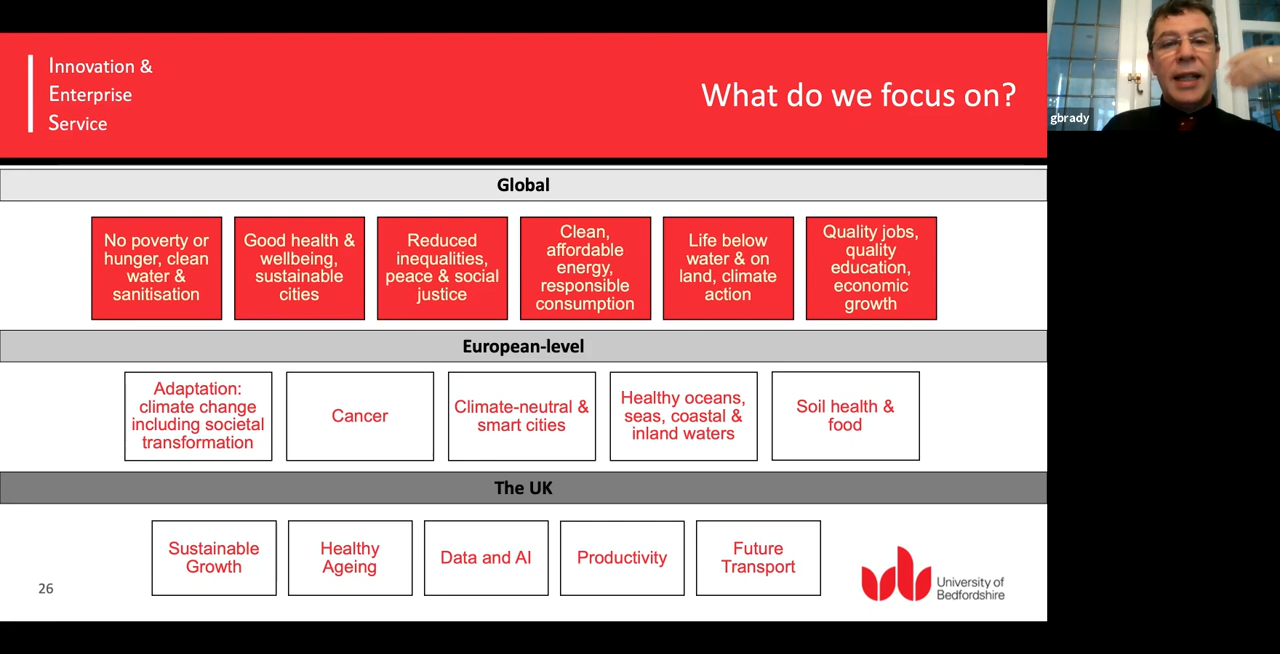 Innovation &
Enterprise
Service
What do we focus on?
gbrady
Global
No poverty or
hunger, clean
water &
sanitisation
Good health &
wellbeing,
sustainable
cities
Reduced
inequalities,
peace & social
justice
Clean,
affordable
energy,
responsible
consumption
Life below
water & on
land, climate
action
Quality jobs,
quality
education,
economic
growth
European-level
Adaptation:
climate change
including societal
transformation
Cancer
Climate-neutral &
smart cities
Healthy oceans,
seas, coastal &
inland waters
Soil health &
food
The UK
Sustainable
Growth
Healthy
Ageing
Data and AI
Productivity
Future
Transport
26
University of
Bedfordshire